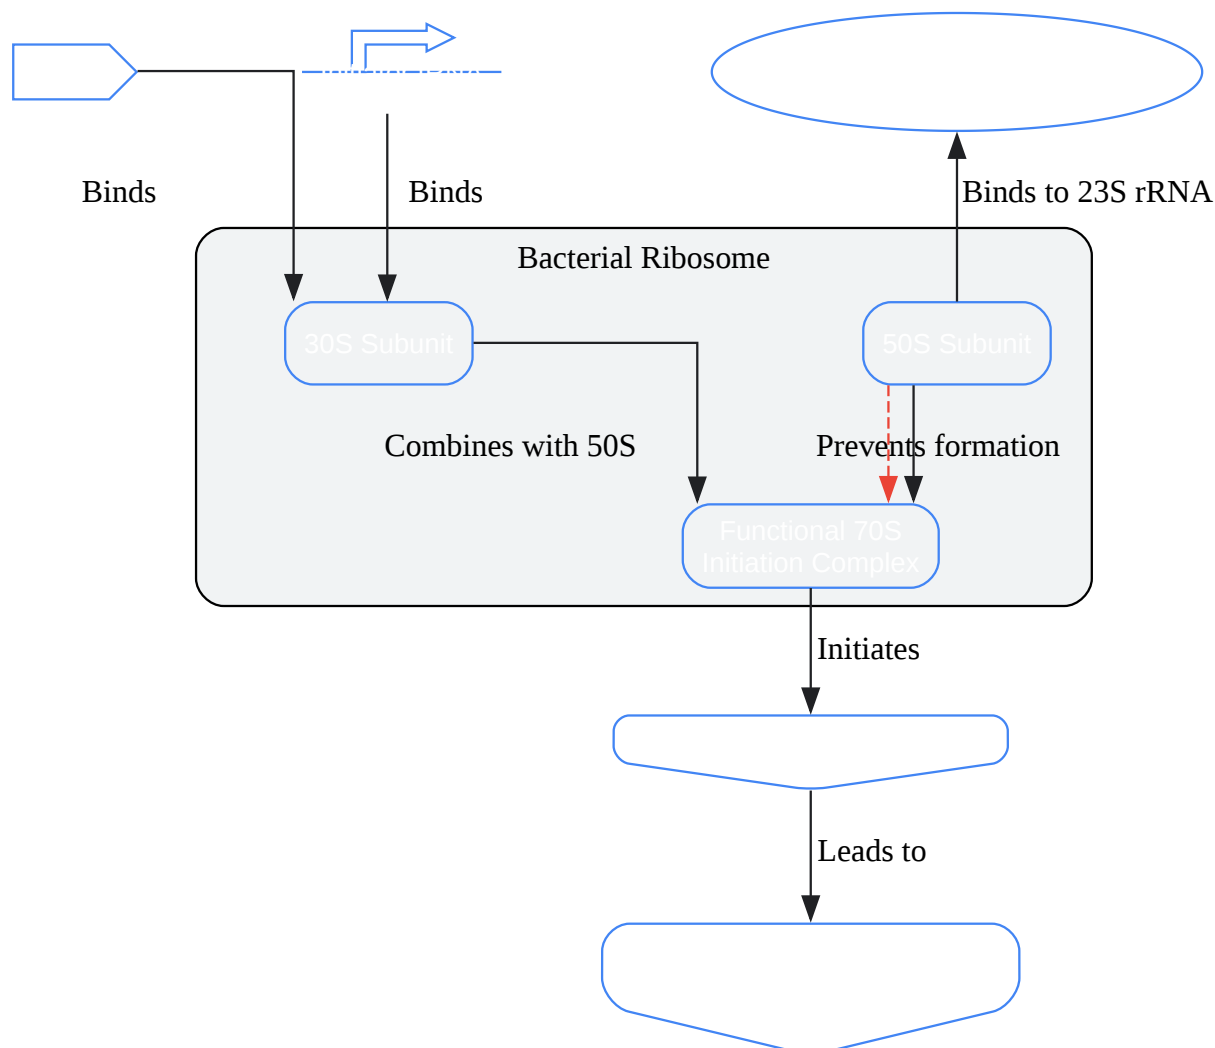 Binds
Binds
Binds to 23S rRNA
Bacterial Ribosome
30S Subunit
50S Subunit
Combines with 50S
Prevents formation
Functional 70S
Initiation Complex
Initiates
Leads to